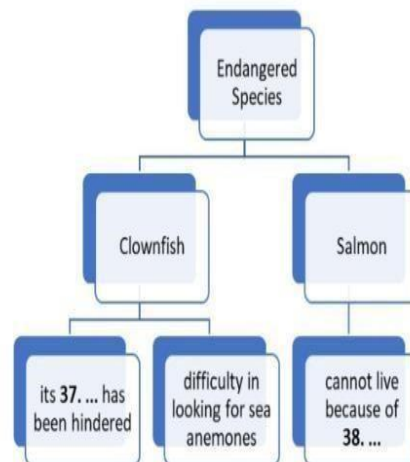 Endangered
Species
Clownfish
Salmon
its 37. ... has
been hindered
difficulty in
looking for sea
anemones
cannot live
because of
38. ...